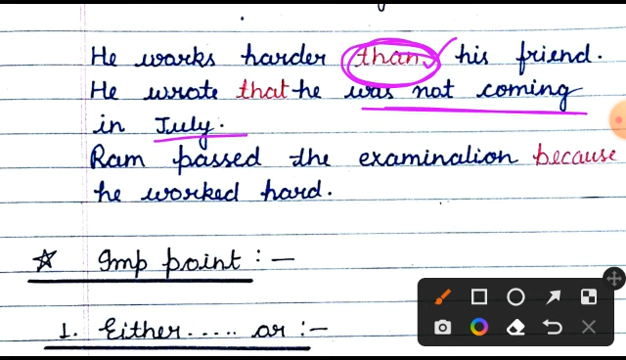 He works harder than his friend.
He wrote that he was not coming
in July.
Ram passed the examination because
he worked hard.
☆ Imp point :-
1. Either ..... or :-